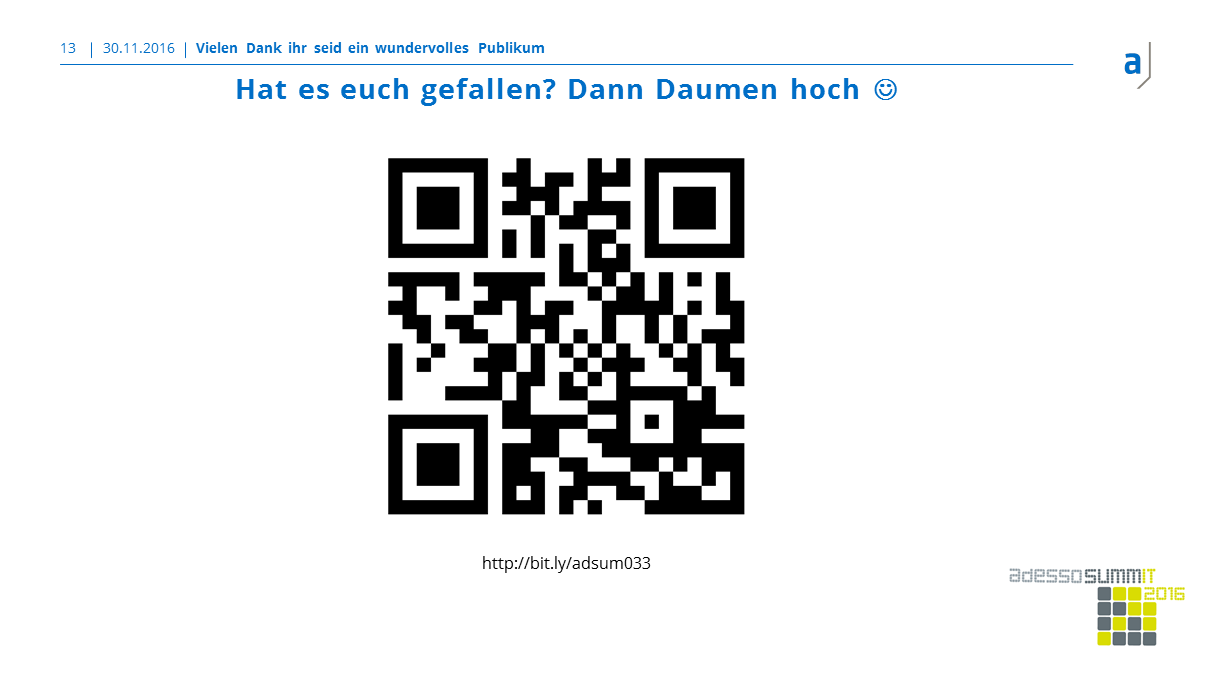 13 | 30.11.2016 | Vielen Dank ihr seid ein wundervolles Publikum
a
Hat es euch gefallen? Dann Daumen hoch ☺
http://bit.ly/adsum033
adessosummIT
2016